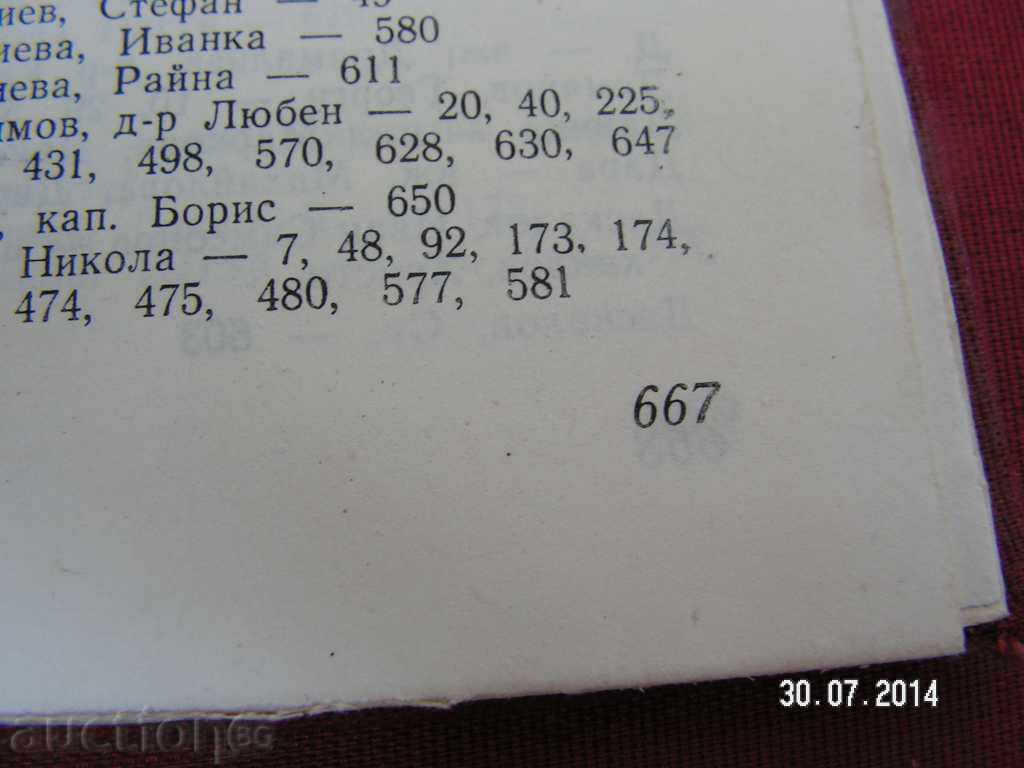 Стефан — 
Иванка — 580
Райна — 611
д-р Любен — 20, 40, 225,
431, 498, 570, 628, 630, 647
кап. Борис — 650
Никола — 7, 48, 92, 173, 174,
474, 475, 480, 577, 581
667
30.07.2014
auctionBG